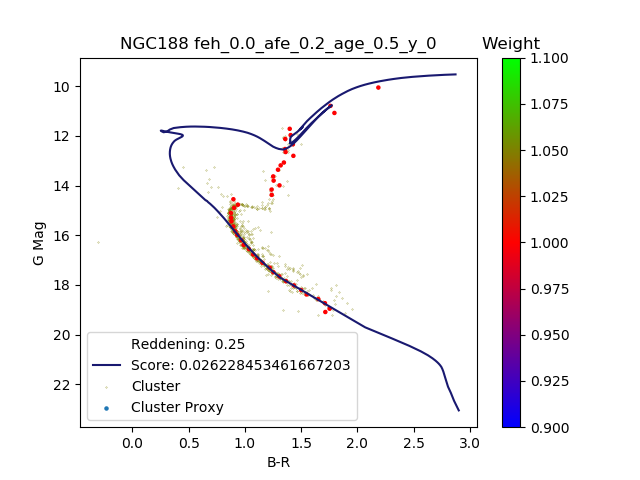 NGC188 feh_0.0_afe_0.2_age_0.5_y_0
Weight
10
12
14
16
18
20
22
G Mag
0.0
0.5
1.0
1.5
2.0
2.5
3.0
B-R
Reddening: 0.25
Score: 0.026228453461667203
Cluster
Cluster Proxy
1.100
1.075
1.050
1.025
1.000
0.975
0.950
0.925
0.900